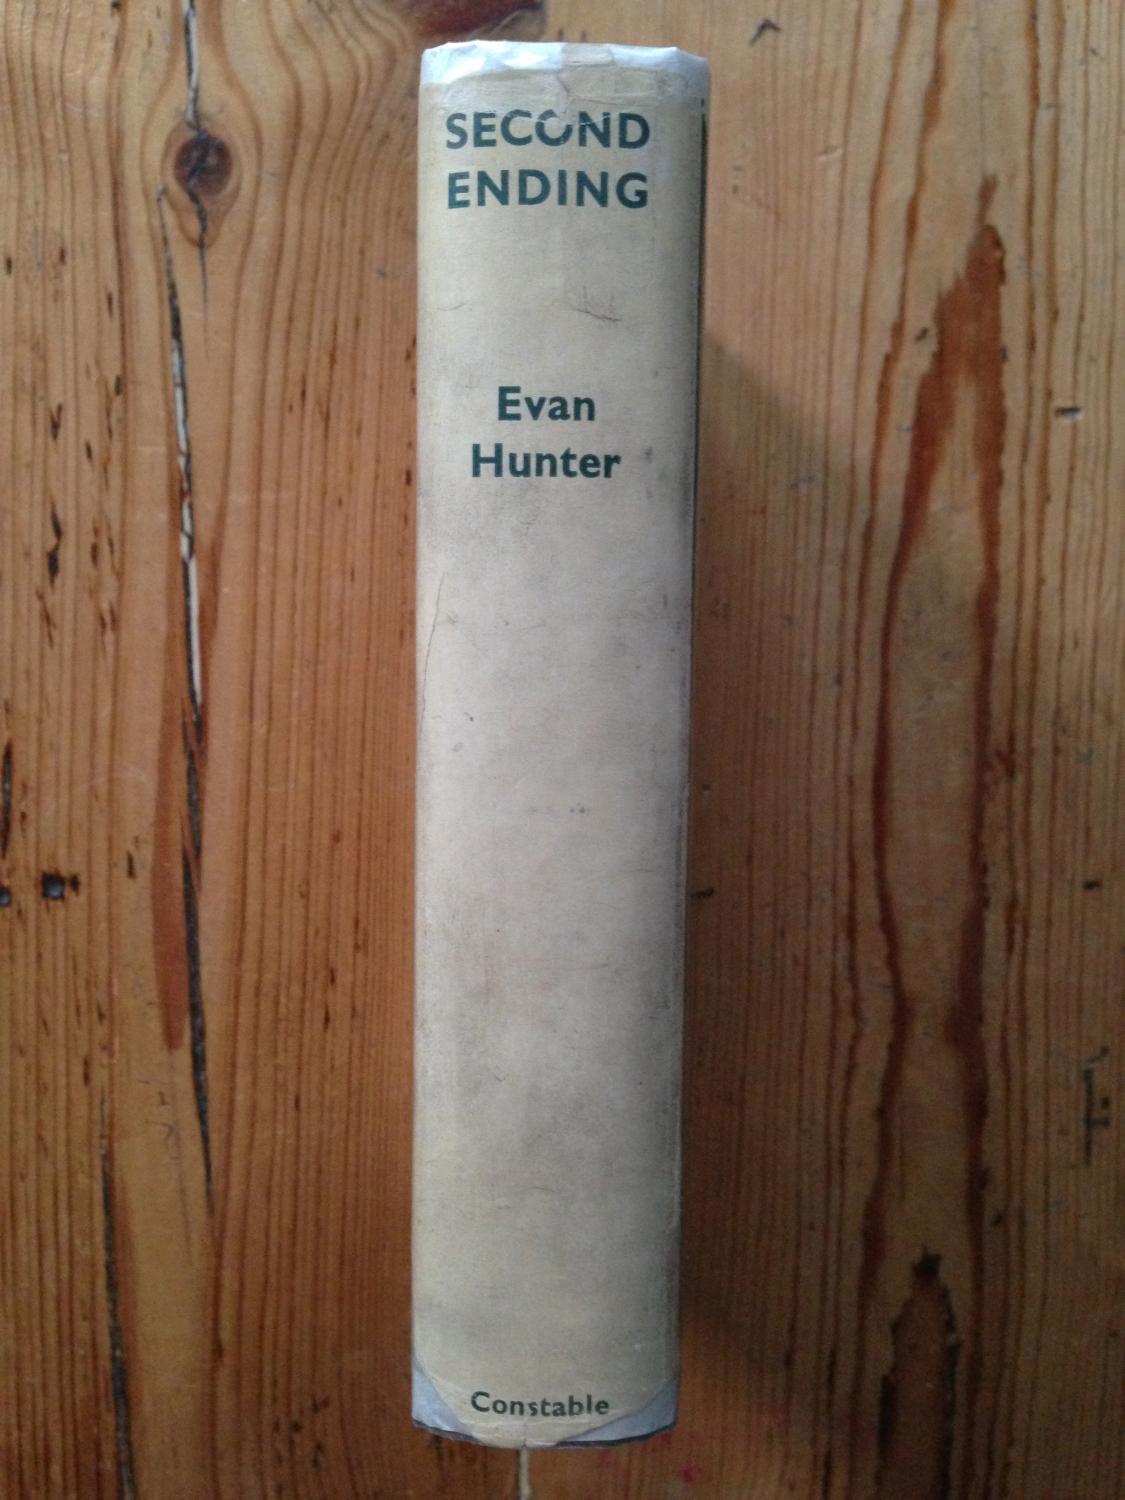 SECOND
ENDING
Evan
Hunter
Constable